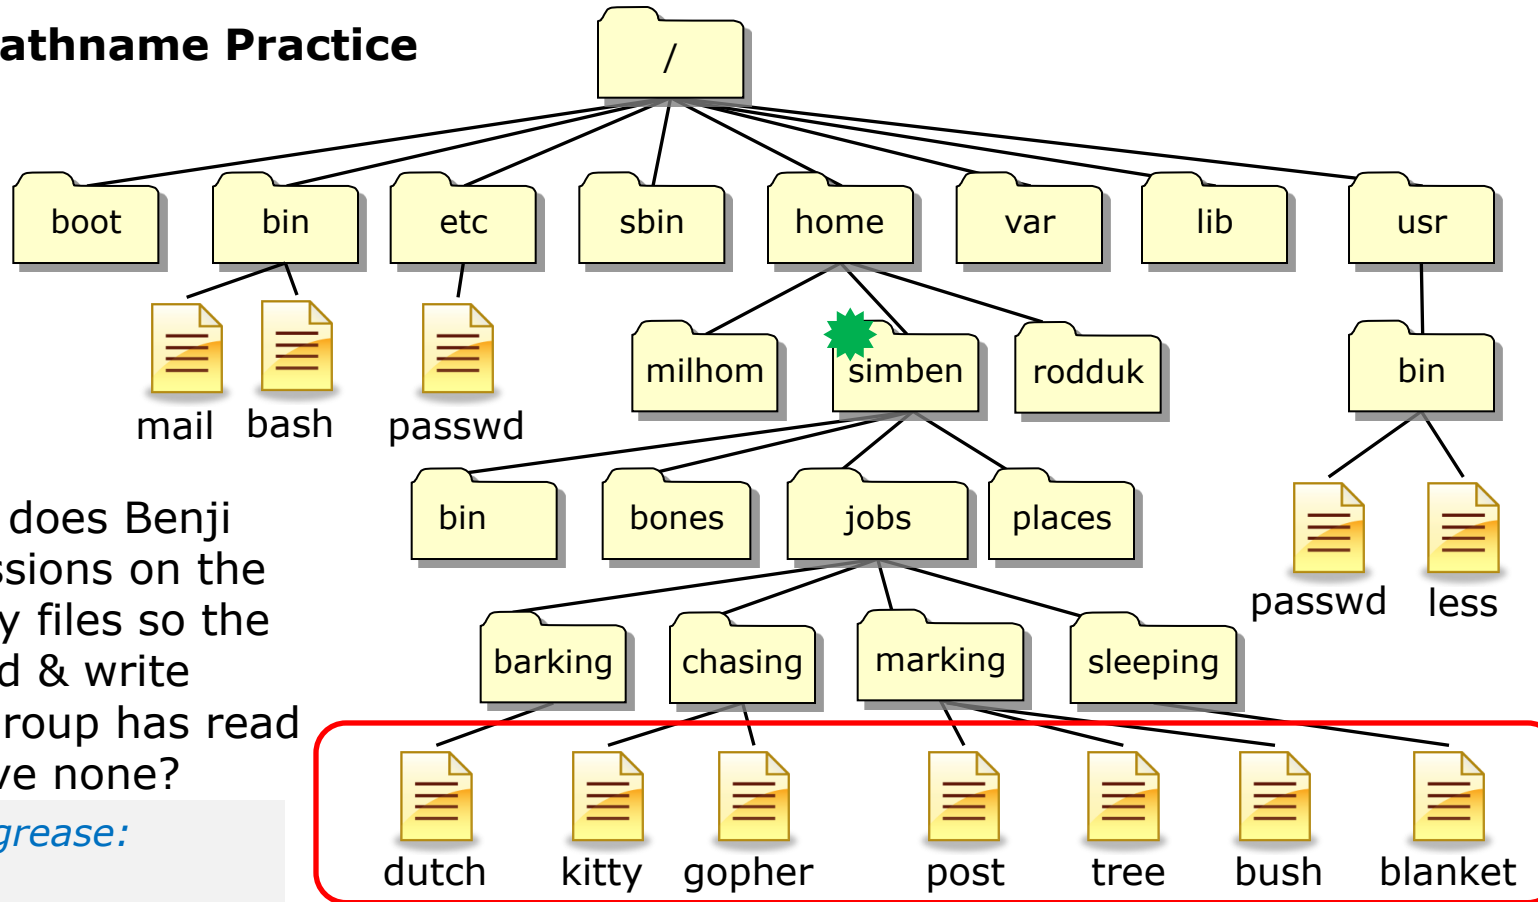 athname Practice
/
boot bin etc sbin home var lib usr
mail bash passwd
milhom simben rodduk bin
bin bones jobs places
passwd less
does Benji
ssions on the
y files so the
d & write
roup has read
ve none?
grease:
barking chasing marking sleeping
dutch kitty gopher post tree bush blanket